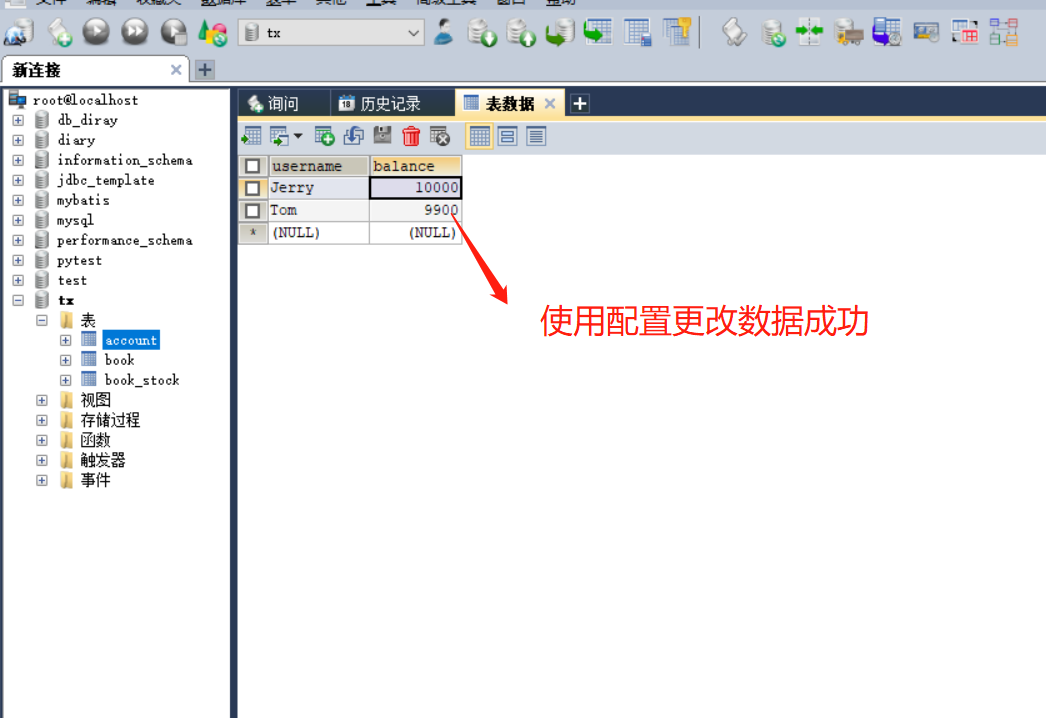 tx
新连接
root@localhost
db_diray
diary
information_schema
jdbc_template
mybatis
mysql
performance_schema
pytest
test
tx
表
account
book
book_stock
视图
存储过程
函数
触发器
事件
询问
18 历史记录
表数据
username balance
Jerry 10000
Tom 9900
* (NULL) (NULL)
使用配置更改数据成功